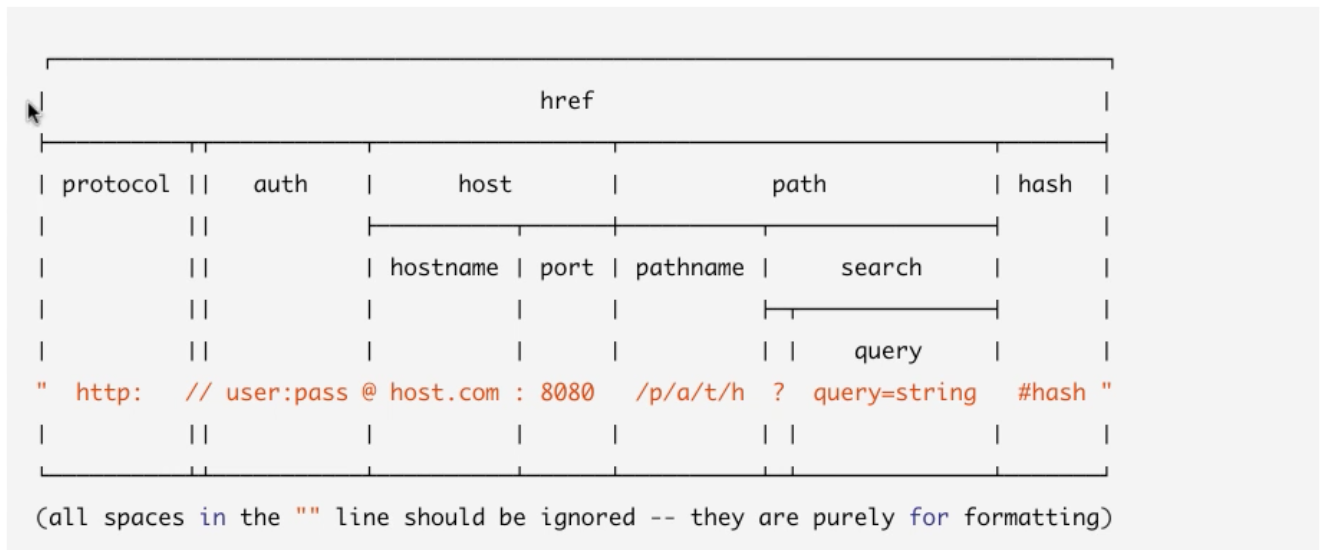 href
protocol auth host path hash
hostname port pathname search
query
" http: // user:pass @ host.com : 8080 /p/a/t/h ? query=string #hash "
(all spaces in the "" line should be ignored -- they are purely for formatting)